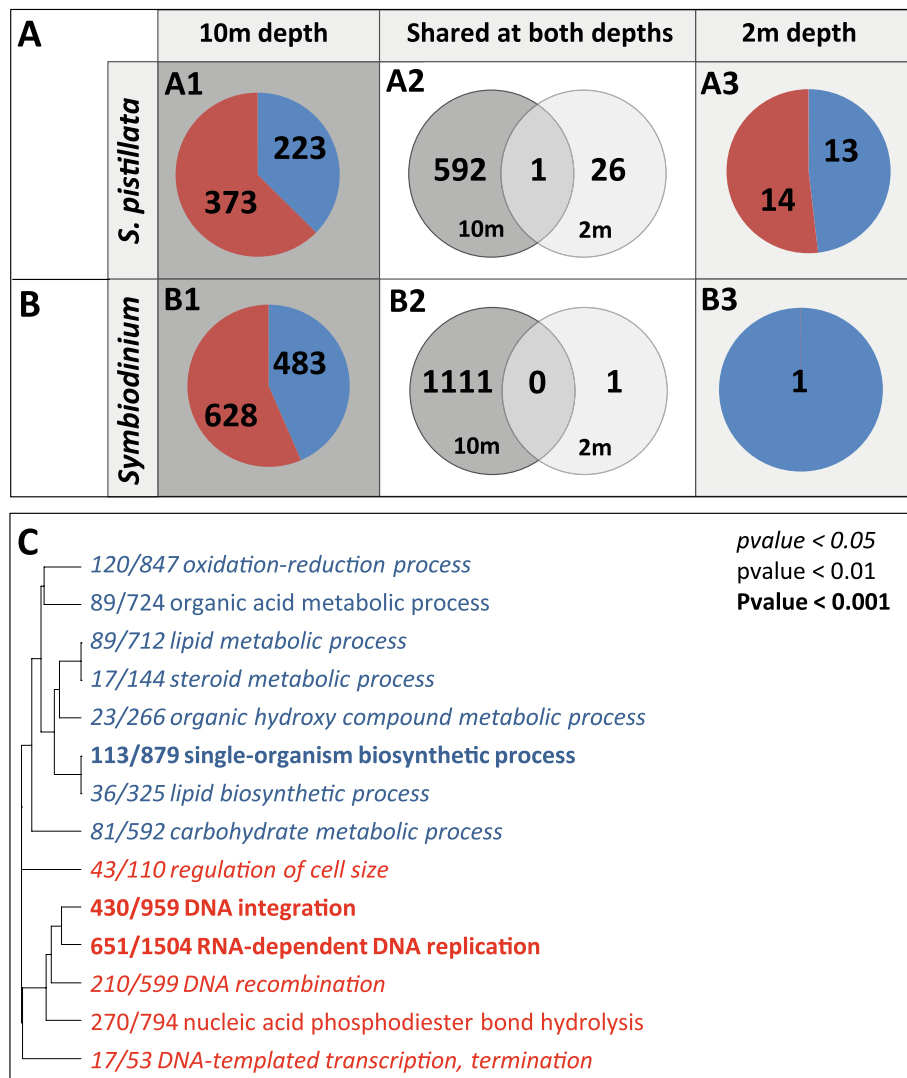 A
10m depth
Shared at both depths
2m depth
S. pistillata
A1
223
373
A2
592
1
26
10m
2m
A3
13
14
B
Symbiodinium
B1
483
628
B2
1111
0
1
10m
2m
B3
1
C
pvalue < 0.05
pvalue < 0.01
Pvalue < 0.001
120/847 oxidation-reduction process
89/724 organic acid metabolic process
89/712 lipid metabolic process
17/144 steroid metabolic process
23/266 organic hydroxy compound metabolic process
113/879 single-organism biosynthetic process
36/325 lipid biosynthetic process
81/592 carbohydrate metabolic process
43/110 regulation of cell size
430/959 DNA integration
651/1504 RNA-dependent DNA replication
210/599 DNA recombination
270/794 nucleic acid phosphodiester bond hydrolysis
17/53 DNA-templated transcription, termination